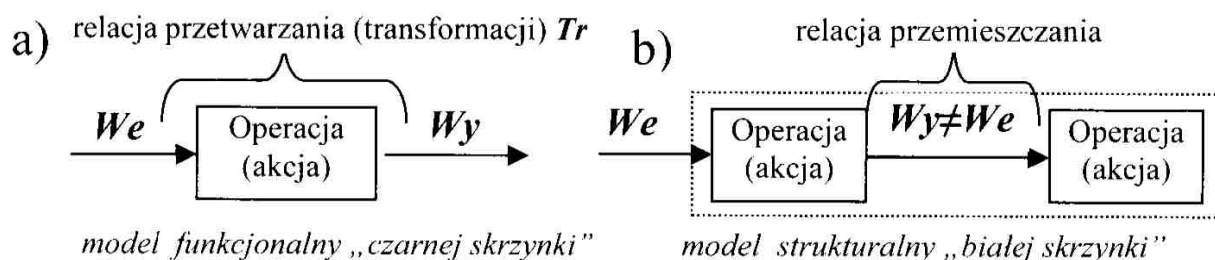 a) relacja przetwarzania (transformacji) Tr
We
Operacja
(akcja)
Wy
model funkcjonalny „czarnej skrzynki”
b) relacja przemieszczania
We
Operacja
(akcja)
Wy≠We
Operacja
(akcja)
model strukturalny „białej skrzynki”